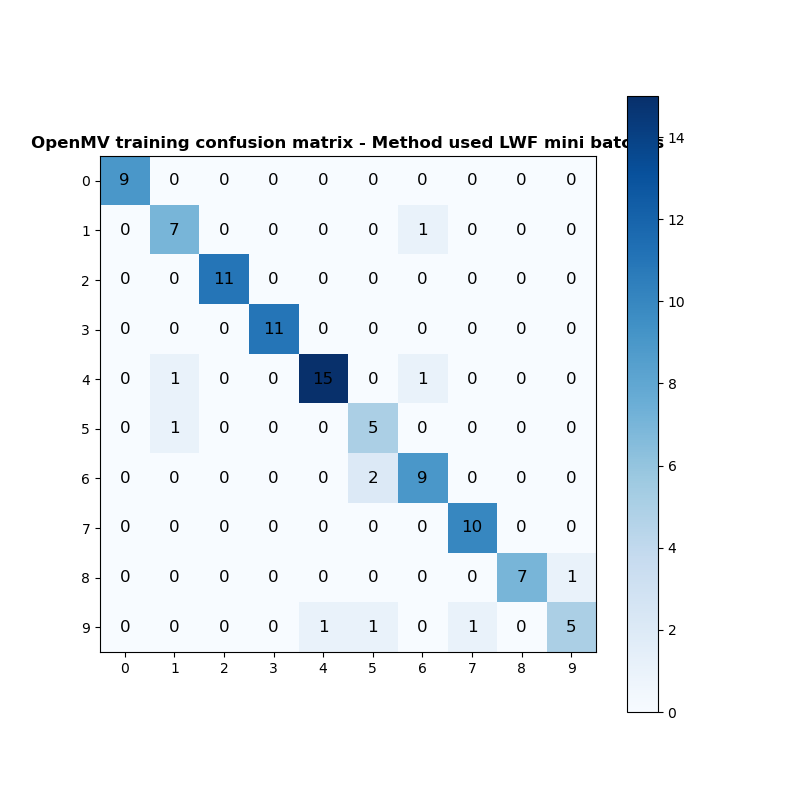 OpenMV training confusion matrix - Method used LWF mini
0 9 0 0 0 0 0 0 0 0 0
1 0 7 0 0 0 0 1 0 0 0
2 0 0 11 0 0 0 0 0 0 0
3 0 0 0 11 0 0 0 0 0 0
4 0 1 0 0 15 0 1 0 0 0
5 0 1 0 0 0 5 0 0 0 0
6 0 0 0 0 0 2 9 0 0 0
7 0 0 0 0 0 0 0 10 0 0
8 0 0 0 0 0 0 0 0 7 1
9 0 0 0 0 1 1 0 1 0 5
0 1 2 3 4 5 6 7 8 9
14
12
10
8
6
4
2
0